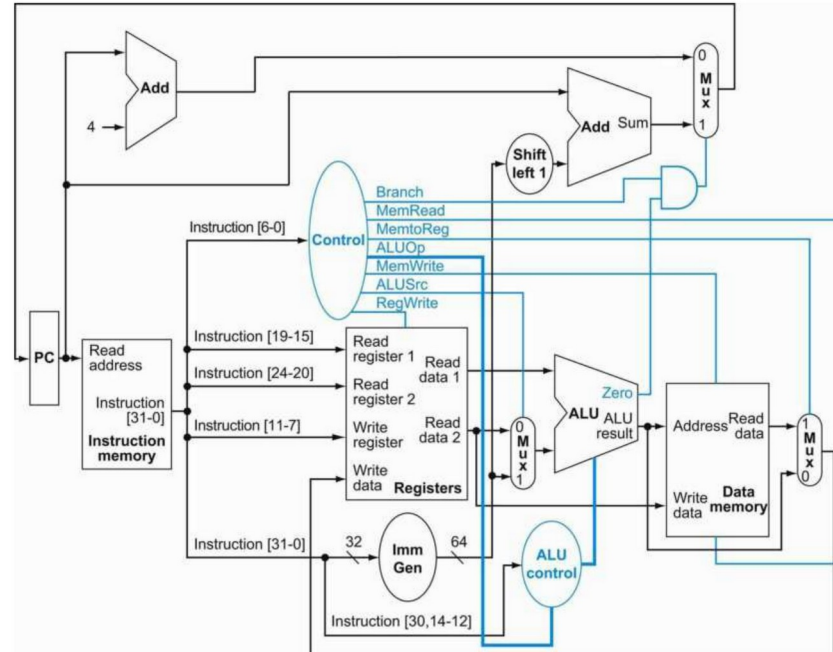 Add
4
Add Sum
0
M
u
x
1
Shift
left 1
Branch
MemRead
MemtoReg
ALUOp
MemWrite
ALUSrc
RegWrite
Control
Instruction [6-0]
Instruction [19-15]
Instruction [24-20]
Instruction [11-7]
Instruction [31-0]
PC
Read
address
Instruction
[31-0]
Instruction
memory
Read
register 1
Read
register 2
Write
register
Write
data
Read
data 1
Read
data 2
Registers
0
M
u
x
1
Zero
ALU
ALU
result
Address
Read
data
Write
data
Data
memory
1
M
u
x
0
32
Imm
Gen
64
ALU
control
Instruction [30,14-12]